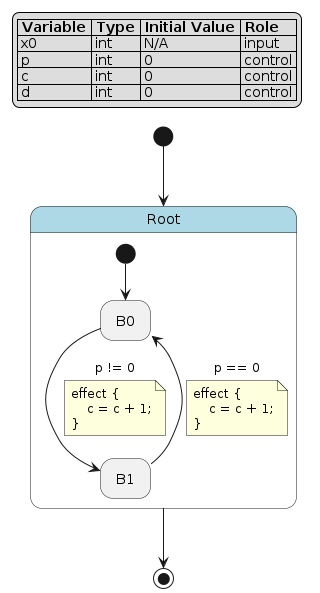 Variable Type Initial Value Role
x0 int N/A input
p int 0 control
c int 0 control
d int 0 control
Root
B0
p != 0
effect {
    c = c + 1;
}
p == 0
effect {
    c = c + 1;
}
B1